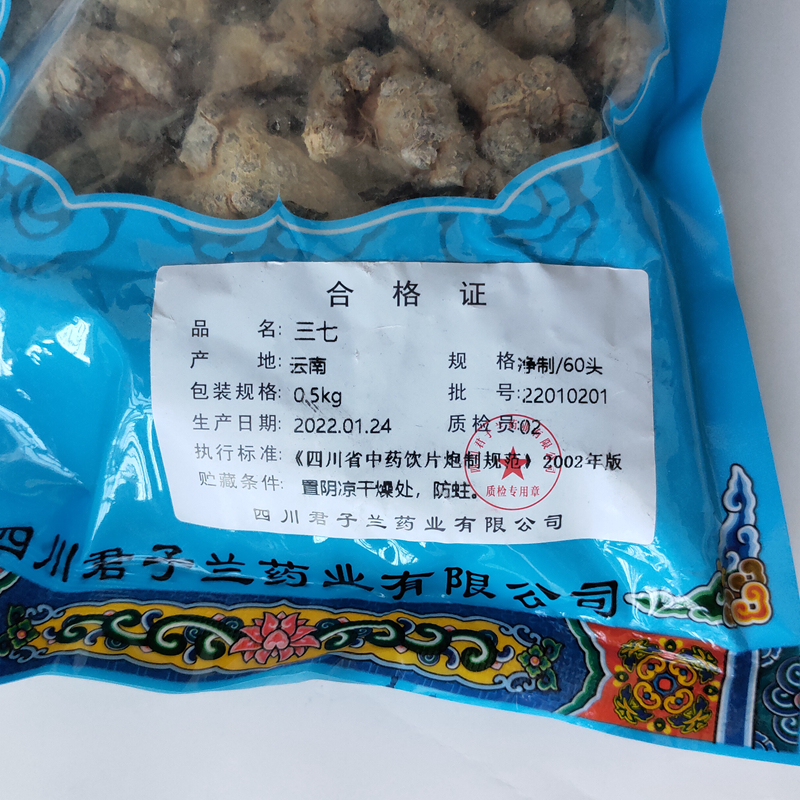 合格证
品名: 三七
产地: 云南 规格: 净制/60头
包装规格: 0.5kg 批号: 22010201
生产日期: 2022.01.24 质检员: 02
执行标准: 《四川省中药饮片炮制规范》2002年版
贮藏条件: 置阴凉干燥处，防蛀。
质检专用章
四川君子兰药业有限公司
四川君子兰药业有限公司